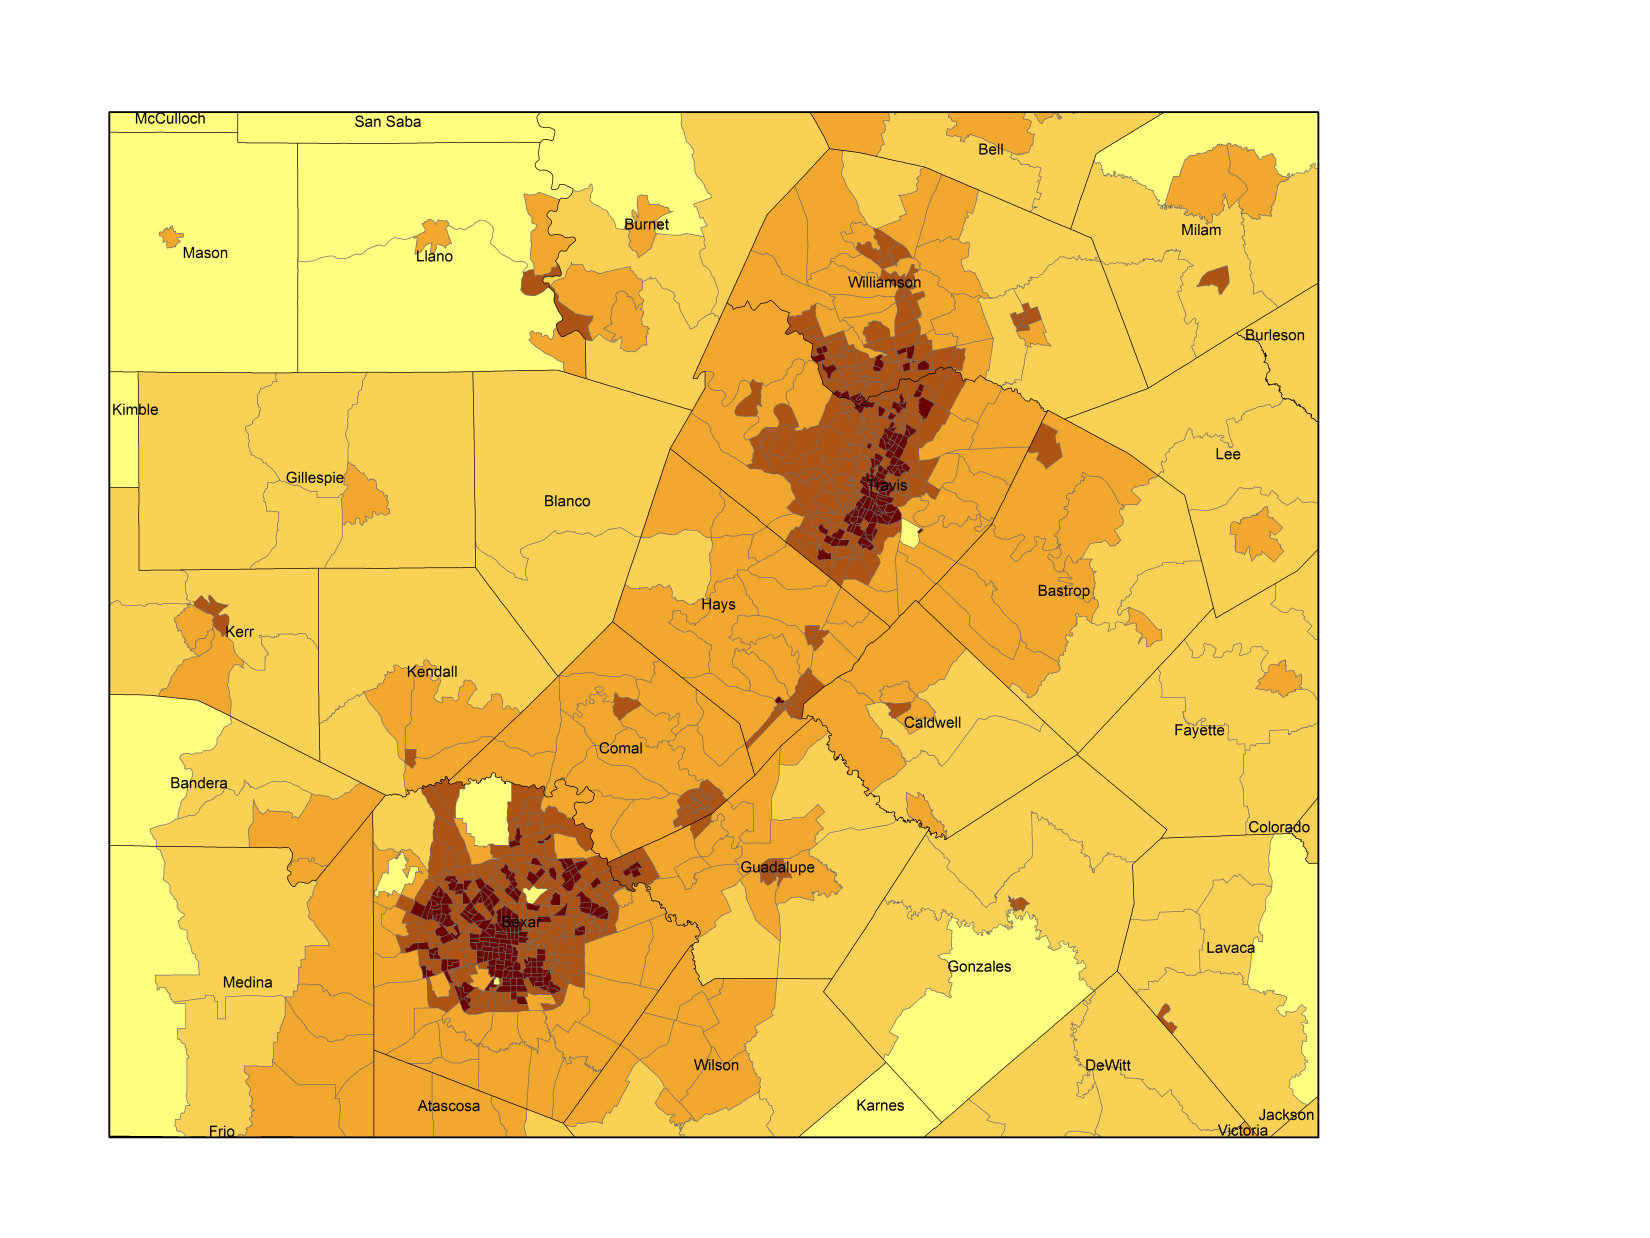 McCulloch
San Saba
Bell
Burnet
Milam
Mason
Llano
Williamson
Burleson
Kimble
Lee
Gillespie
Travis
Blanco
Bastrop
Hays
Kerr
Kendall
Caldwell
Fayette
Comal
Bandera
Colorado
Guadalupe
Bexar
Lavaca
Gonzales
Medina
Wilson
DeWitt
Atascosa
Karnes
Jackson
Frio
Victoria